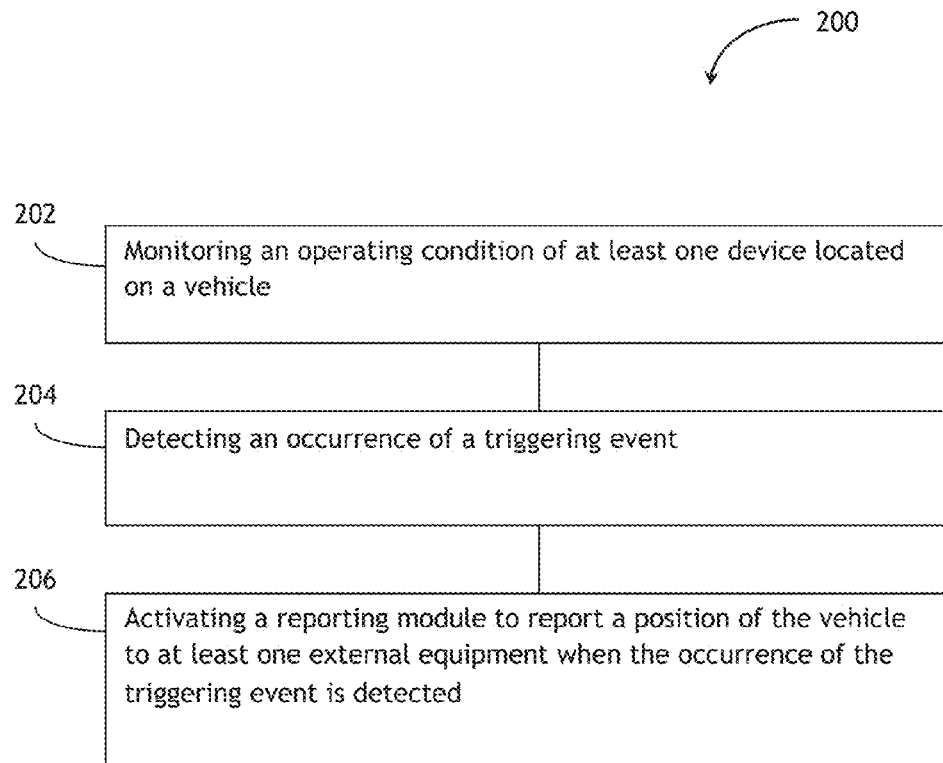 200
202
Monitoring an operating condition of at least one device located
on a vehicle
204
Detecting an occurrence of a triggering event
206
Activating a reporting module to report a position of the vehicle
to at least one external equipment when the occurrence of the
triggering event is detected